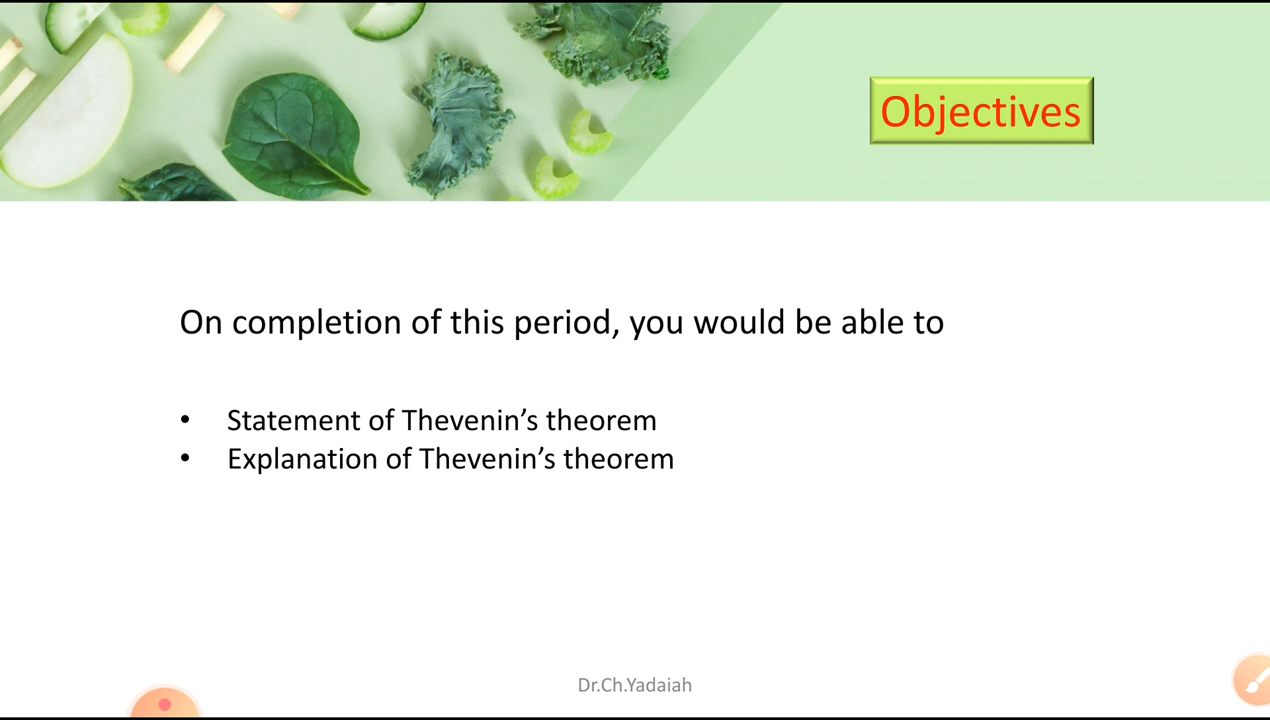 Objectives
On completion of this period, you would be able to
• Statement of Thevenin’s theorem
• Explanation of Thevenin’s theorem
Dr.Ch.Yadaiah